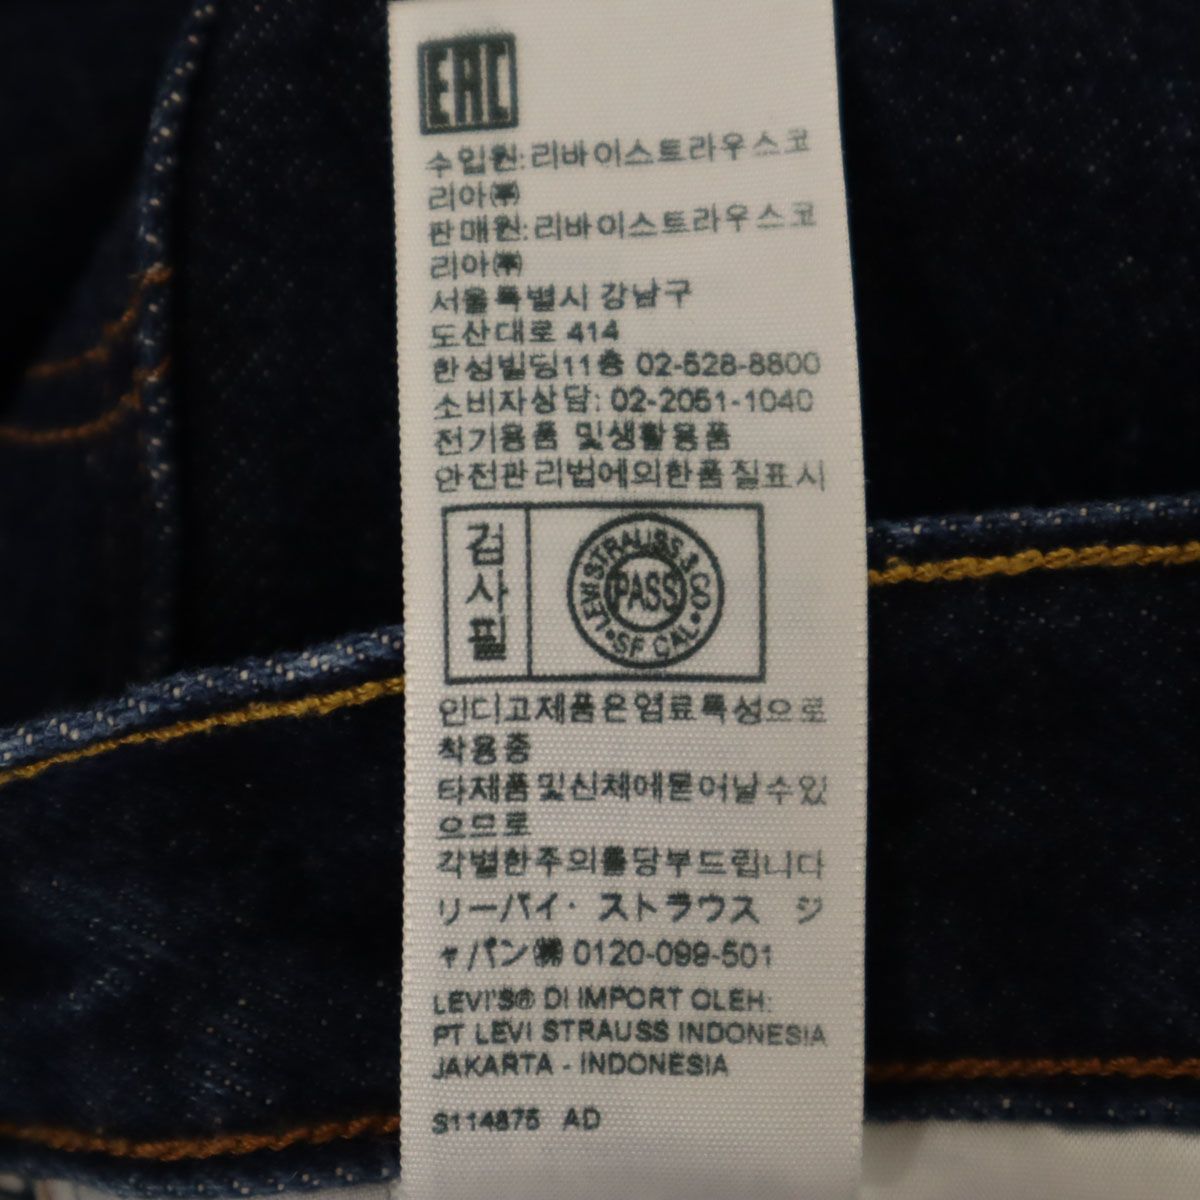 EAC
수입원:리바이스트라우스코
리아㈜
판매원:리바이스트라우스코
리아㈜
서울특별시 강남구
도산대로 414
한성빌딩11층 02-528-8800
소비자상담: 02-2051-1040
전기용품 및생활용품
안전관리법에의한품질표시
검사필
LEVI STRAUSS & CO
PASS
SF CAL
인디고제품은염료특성으로
착용중
타제품및신체에묻어날수있
으므로
각별한주의를당부드립니다
リーバイ・ ストラウス ジ
ャパン㈱ 0120-099-501
LEVI'S® DI IMPORT OLEH:
PT LEVI STRAUSS INDONESIA
JAKARTA - INDONESIA
S114875 AD